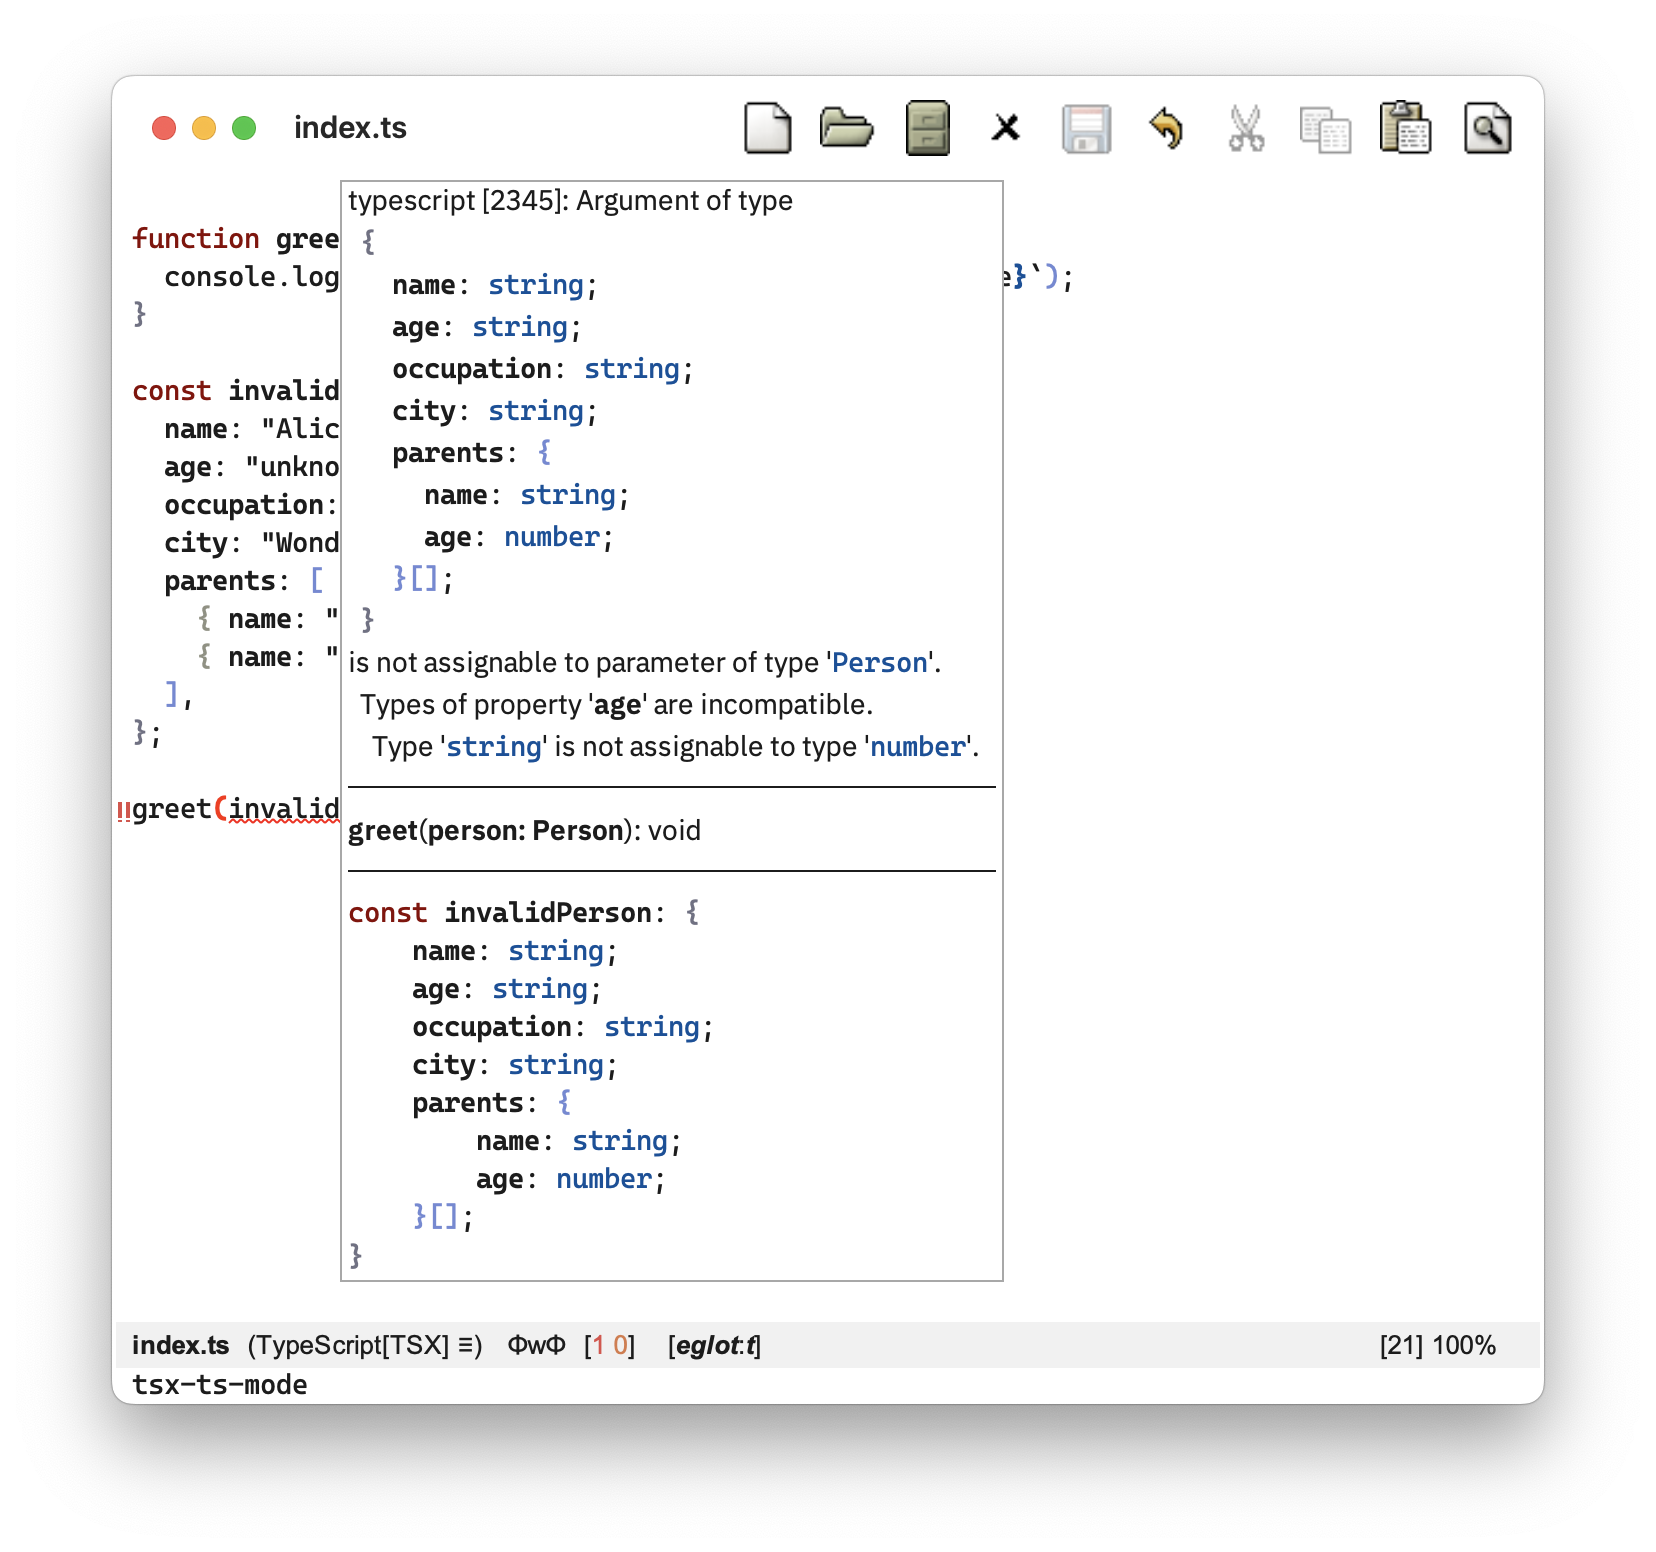 index.ts
function gree
console.log
e}`);
}
const invalid
name: "Alic
age: "unkno
occupation:
city: "Wond
parents: [
{ name: "
{ name: "
],
};
!!greet(invalid
typescript [2345]: Argument of type
{
name: string;
age: string;
occupation: string;
city: string;
parents: {
name: string;
age: number;
}[];
}
is not assignable to parameter of type 'Person'.
Types of property 'age' are incompatible.
Type 'string' is not assignable to type 'number'.
greet(person: Person): void
const invalidPerson: {
name: string;
age: string;
occupation: string;
city: string;
parents: {
name: string;
age: number;
}[];
}
index.ts (TypeScript[TSX] ≡) ΦwΦ [1 0] [eglot:t] [21] 100%
tsx-ts-mode